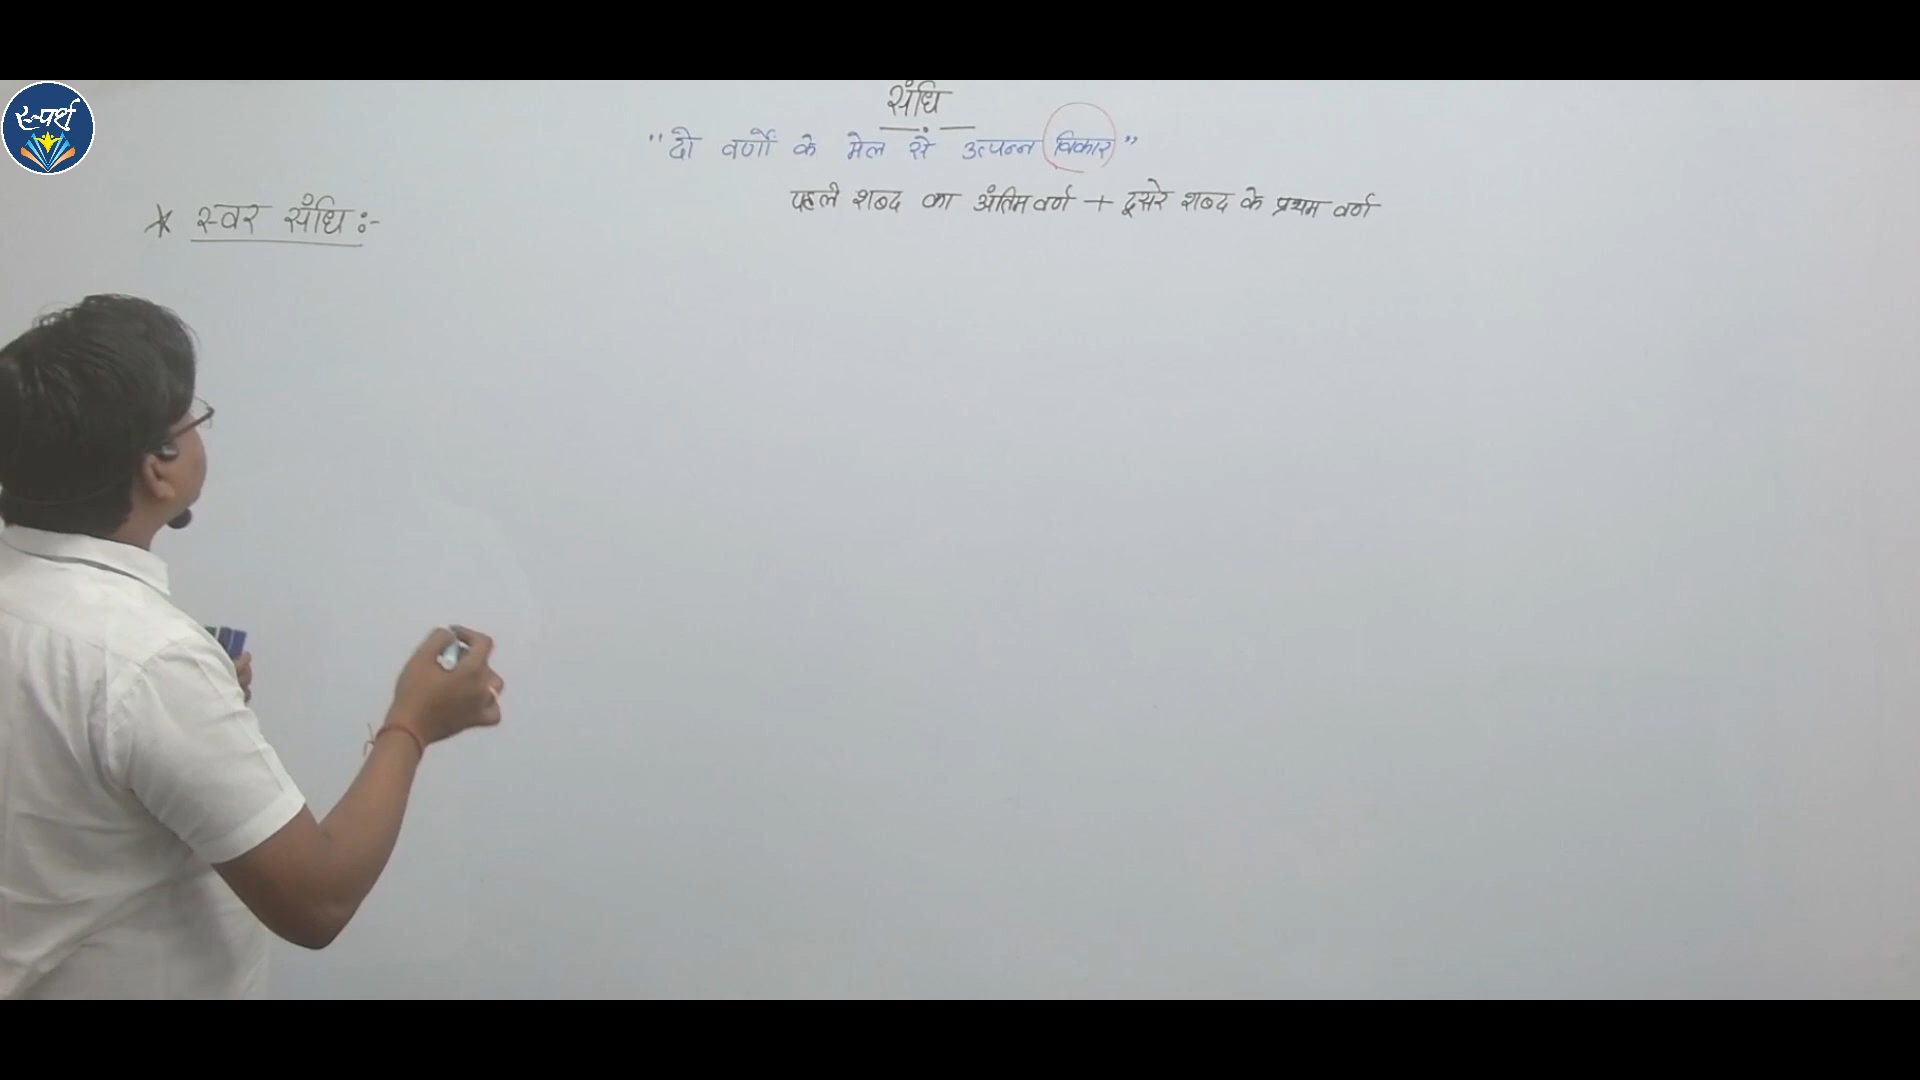 स्पर्श
संधि
"दो वर्णों के मेल से उत्पन्न विकार"
पहले शब्द का अंतिम वर्ण + दूसरे शब्द के प्रथम वर्ण
* स्वर संधि :-